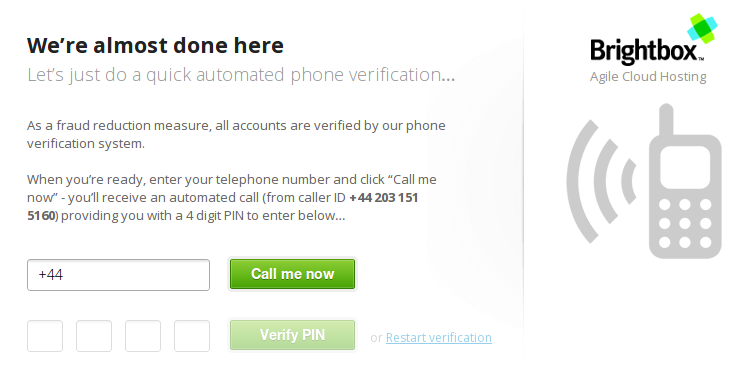 We're almost done here
Let's just do a quick automated phone verification...
As a fraud reduction measure, all accounts are verified by our phone
verification system.
When you're ready, enter your telephone number and click “Call me
now” - you'll receive an automated call (from caller ID +44 203 151
5160) providing you with a 4 digit PIN to enter below...
+44
Call me now
Verify PIN
or Restart verification
Brightbox™
Agile Cloud Hosting